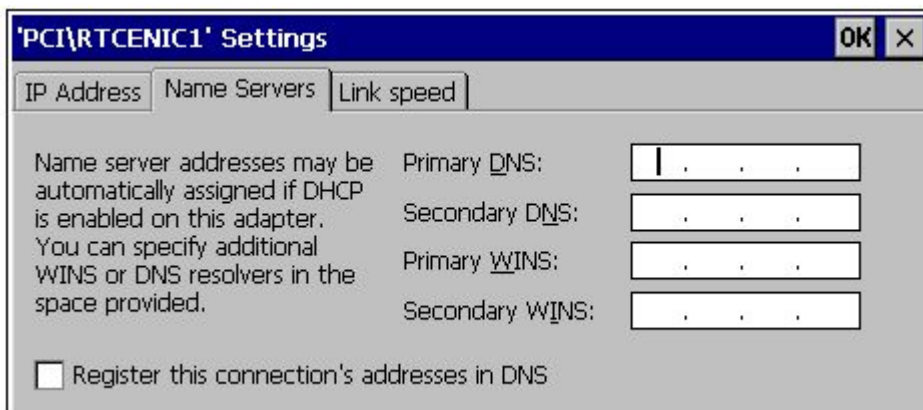 'PCI\RTCENIC1' Settings
OK ×
IP Address Name Servers Link speed
Name server addresses may be
automatically assigned if DHCP
is enabled on this adapter.
You can specify additional
WINS or DNS resolvers in the
space provided.
Primary DNS: . . .
Secondary DNS: . . .
Primary WINS: . . .
Secondary WINS: . . .
Register this connection's addresses in DNS